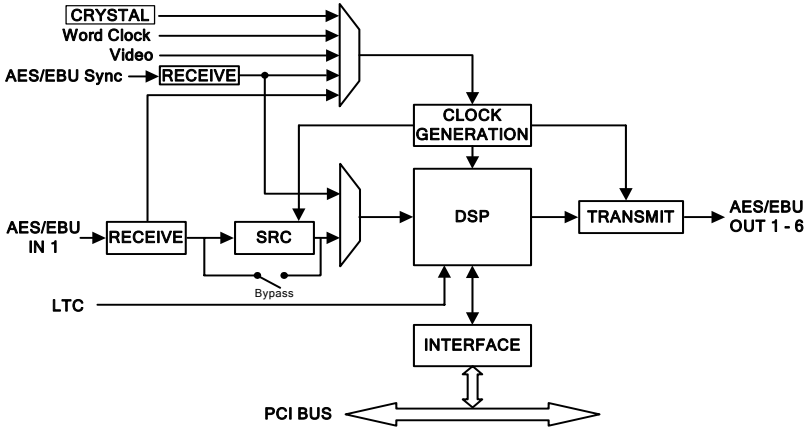 CRYSTAL
Word Clock
Video
AES/EBU Sync
RECEIVE
CLOCK
GENERATION
AES/EBU
IN 1
RECEIVE
SRC
Bypass
DSP
TRANSMIT
AES/EBU
OUT 1 - 6
LTC
INTERFACE
PCI BUS